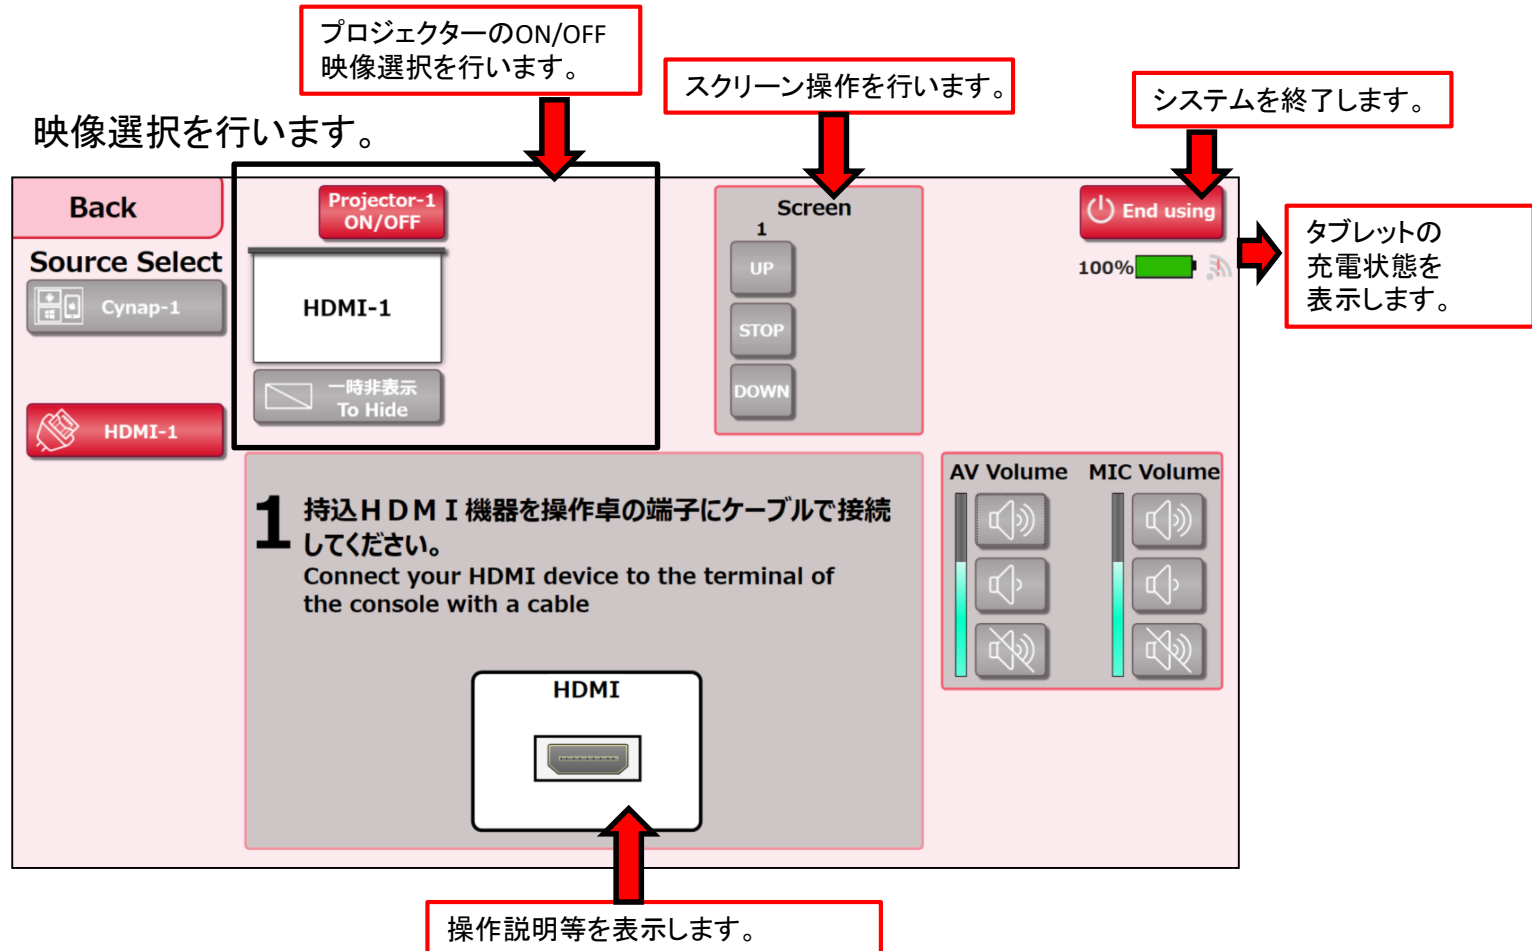 プロジェクターのON/OFF
映像選択を行います。
スクリーン操作を行います。
システムを終了します。
映像選択を行います。
Back
Projector-1
ON/OFF
Screen
1
End using
タブレットの
充電状態を
表示します。
Source Select
Cynap-1
HDMI-1
UP
STOP
DOWN
100%
一時非表示
To Hide
HDMI-1
AV Volume
MIC Volume
1
持込HDMI機器を操作卓の端子にケーブルで接続
してください。
Connect your HDMI device to the terminal of
the console with a cable
HDMI
操作説明等を表示します。